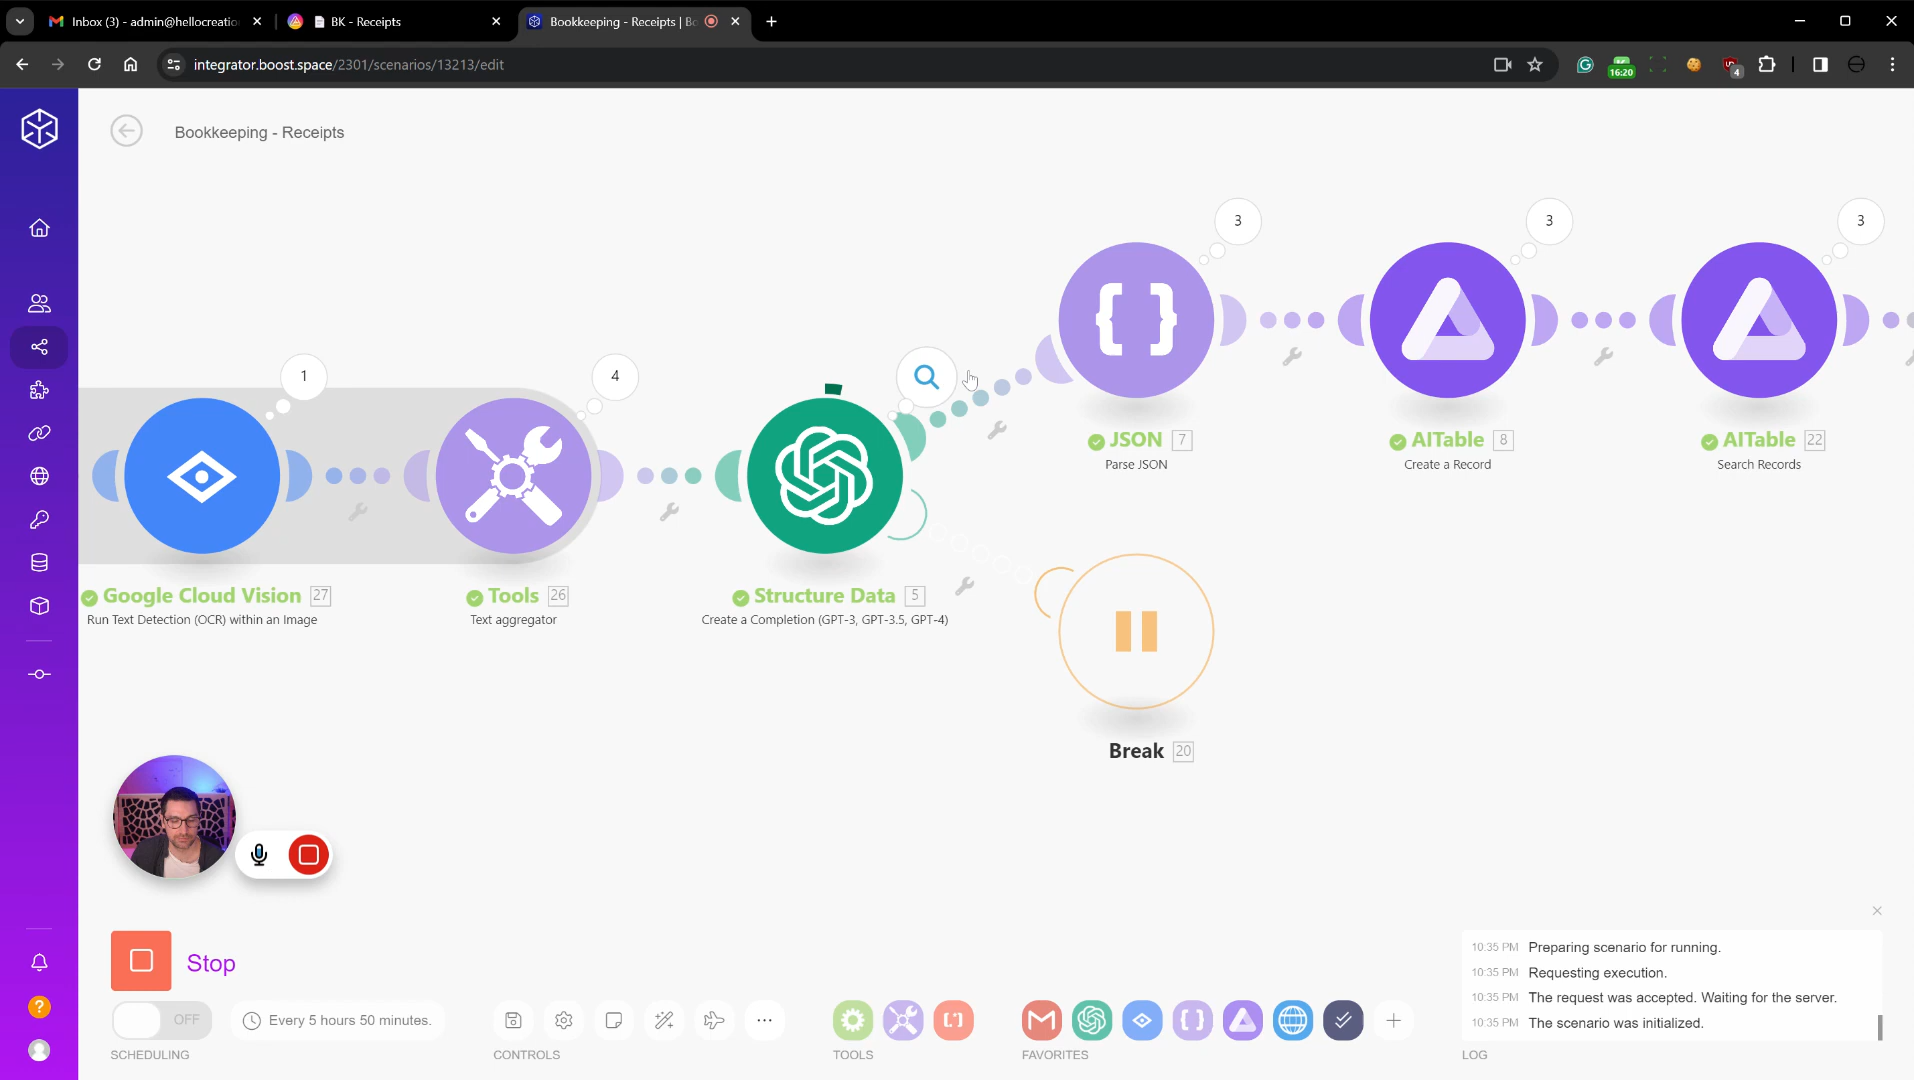 Inbox (3) - admin@hellocreatio
BK - Receipts
Bookkeeping - Receipts | Bo
integrator.boost.space/2301/scenarios/13213/edit
16:20
4
Bookkeeping - Receipts
3
3
3
1
4
JSON 7
Parse JSON
AITable 8
Create a Record
AITable 22
Search Records
Google Cloud Vision 27
Run Text Detection (OCR) within an Image
Tools 26
Text aggregator
Structure Data 5
Create a Completion (GPT-3, GPT-3.5, GPT-4)
Break 20
Stop
OFF
Every 5 hours 50 minutes.
SCHEDULING
CONTROLS
TOOLS
FAVORITES
10:35 PM Preparing scenario for running.
10:35 PM Requesting execution.
10:35 PM The request was accepted. Waiting for the server.
10:35 PM The scenario was initialized.
LOG